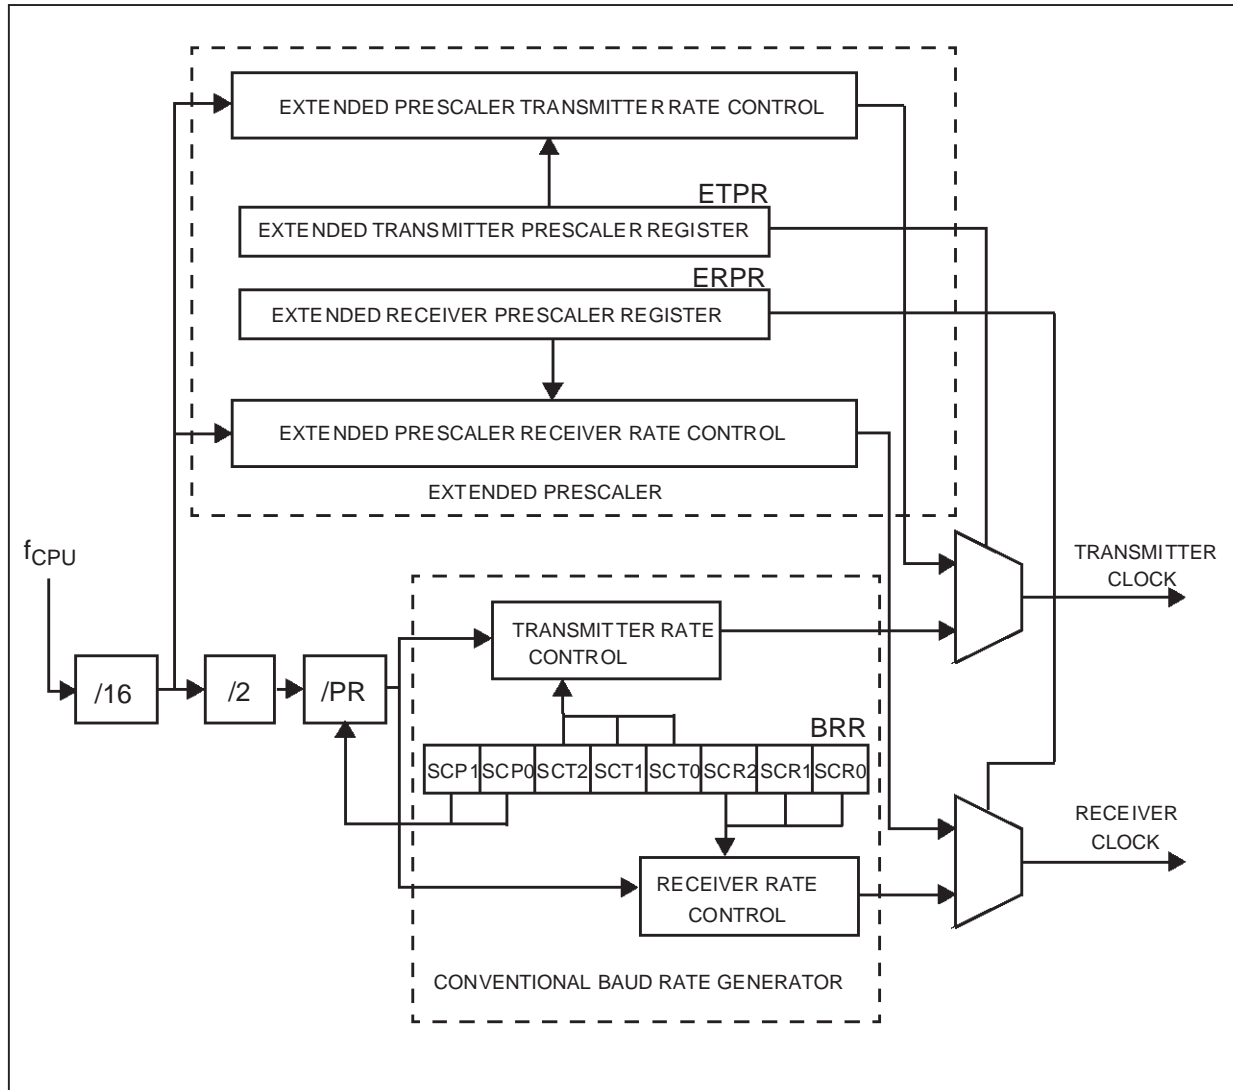 EXTENDED PRESCALER TRANSMITTER RATE CONTROL
ETPR
EXTENDED TRANSMITTER PRESCALER REGISTER
ERPR
EXTENDED RECEIVER PRESCALER REGISTER
EXTENDED PRESCALER RECEIVER RATE CONTROL
EXTENDED PRESCALER
fCPU
TRANSMITTER
CLOCK
TRANSMITTER RATE
CONTROL
/16
/2
/PR
BRR
SCP1 SCP0 SCT2 SCT1 SCT0 SCR2 SCR1 SCR0
RECEIVER
CLOCK
RECEIVER RATE
CONTROL
CONVENTIONAL BAUD RATE GENERATOR